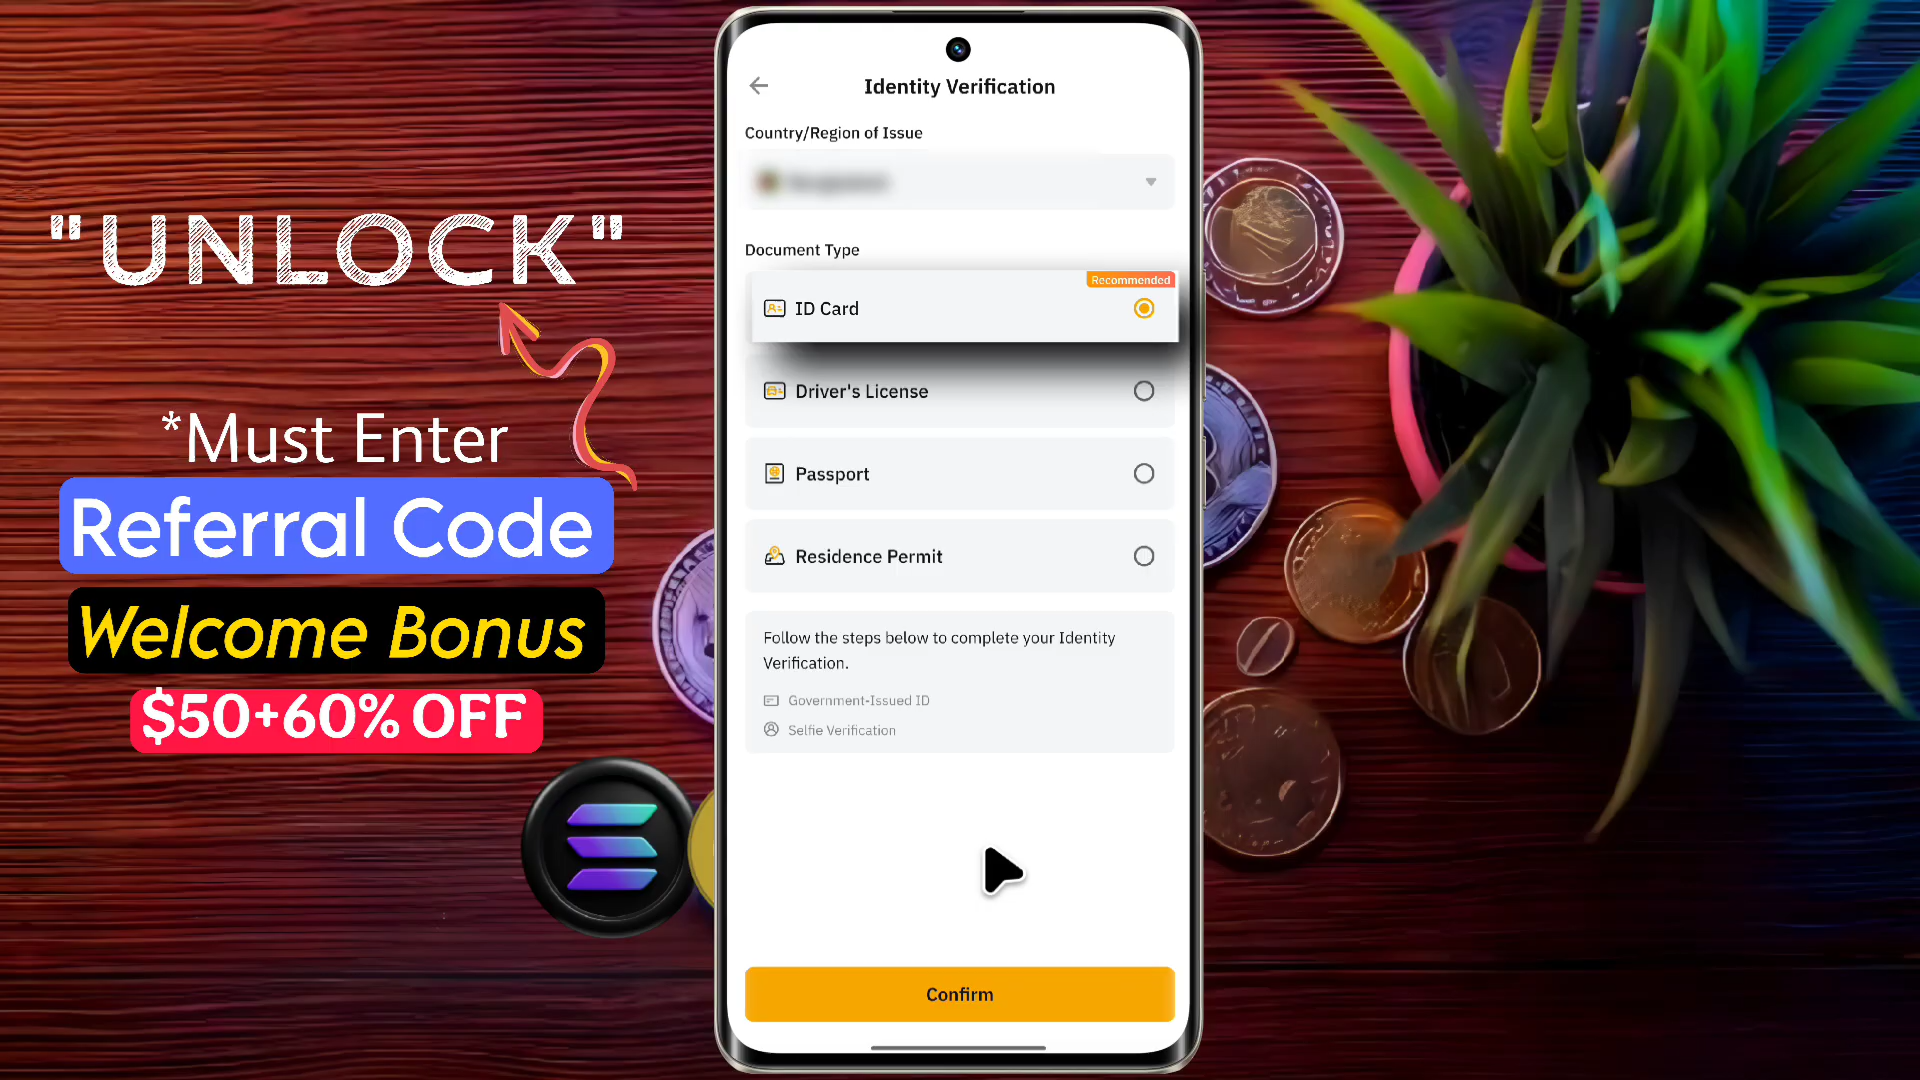 "UNLOCK"
*Must Enter
Referral Code
Welcome Bonus
$50+60% OFF
Identity Verification
Country/Region of Issue
Document Type
Recommended
ID Card
Driver's License
Passport
Residence Permit
Follow the steps below to complete your Identity
Verification.
Government-Issued ID
Selfie Verification
Confirm